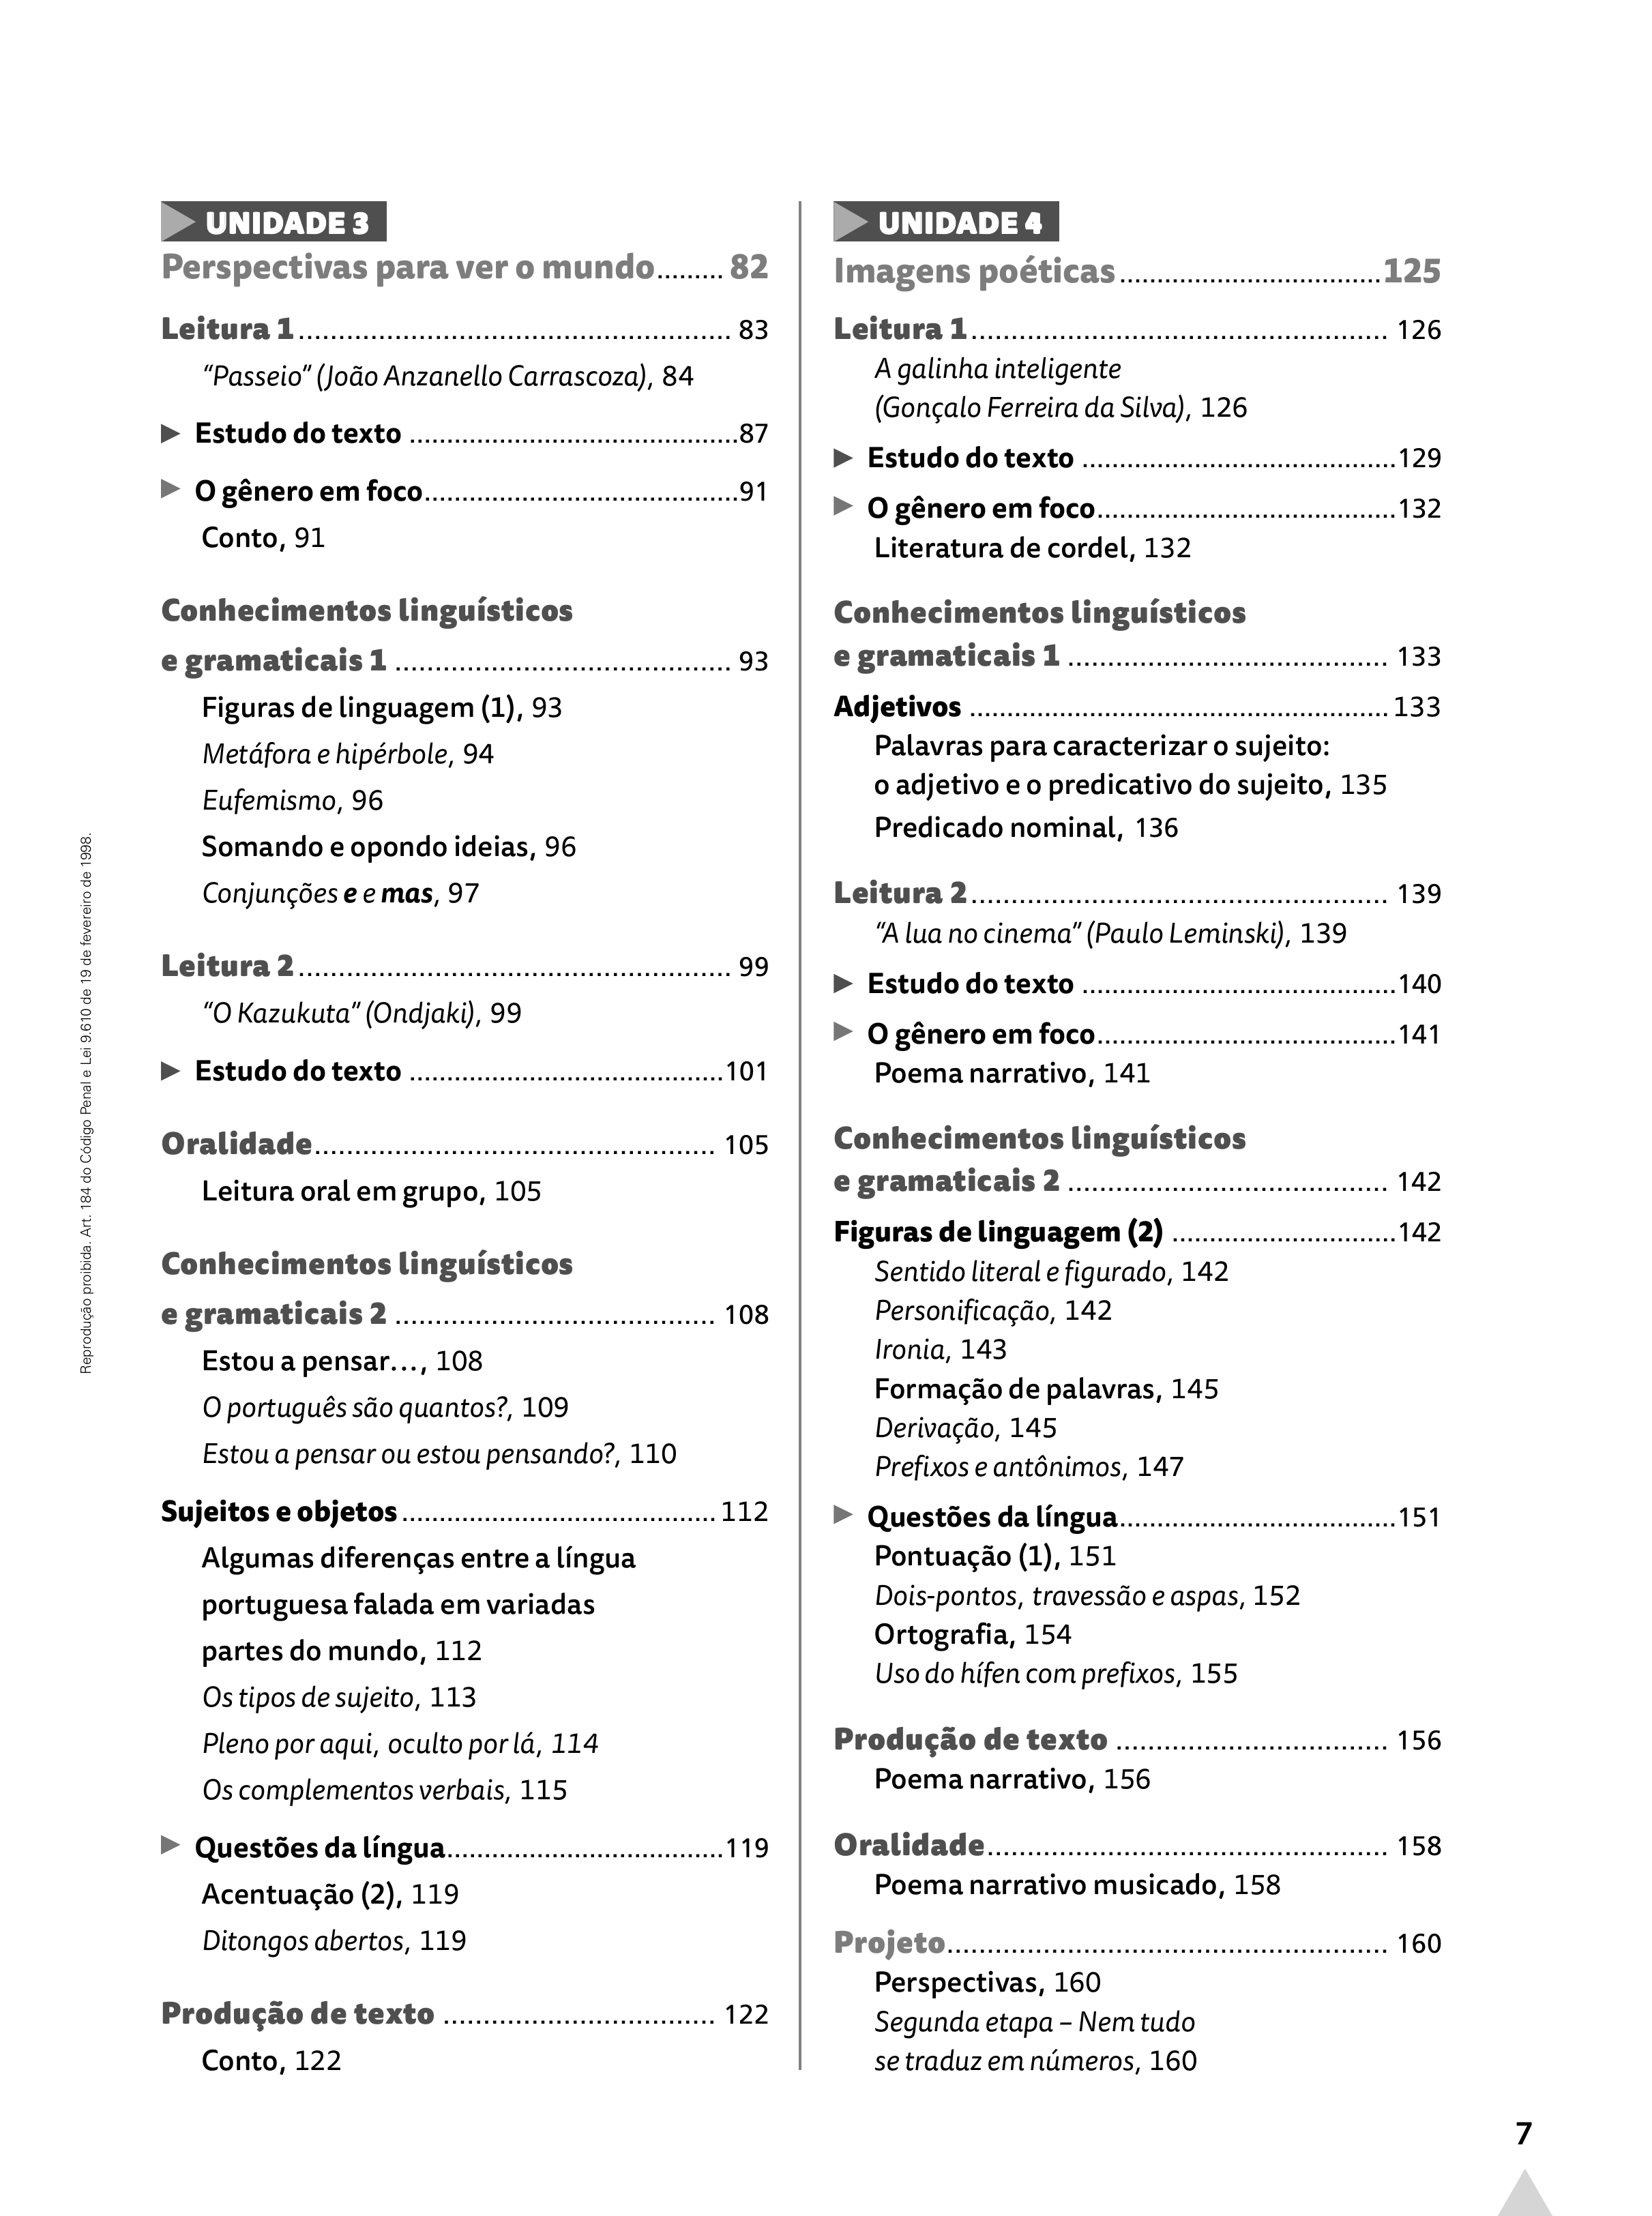 UNIDADE 3
Perspectivas para ver o mundo......... 82
Leitura 1...................................................... 83
“Passeio” (João Anzanello Carrascoza), 84
Estudo do texto ............................................87
O gênero em foco..........................................91
Conto, 91
Conhecimentos linguísticos
e gramaticais 1 .......................................... 93
Figuras de linguagem (1), 93
Metáfora e hipérbole, 94
Eufemismo, 96
Somando e opondo ideias, 96
Conjunções e e mas, 97
Leitura 2...................................................... 99
“O Kazukuta” (Ondjaki), 99
Estudo do texto ..........................................101
Oralidade.................................................. 105
Leitura oral em grupo, 105
Conhecimentos linguísticos
e gramaticais 2 ........................................ 108
Estou a pensar..., 108
O português são quantos?, 109
Estou a pensar ou estou pensando?, 110
Sujeitos e objetos.......................................... 112
Algumas diferenças entre a língua
portuguesa falada em variadas
partes do mundo, 112
Os tipos de sujeito, 113
Pleno por aqui, oculto por lá, 114
Os complementos verbais, 115
Questões da língua.....................................119
Acentuação (2), 119
Ditongos abertos, 119
Produção de texto .................................. 122
Conto, 122
UNIDADE 4
Imagens poéticas...................................125
Leitura 1.................................................... 126
A galinha inteligente
(Gonçalo Ferreira da Silva), 126
Estudo do texto ..........................................129
O gênero em foco........................................132
Literatura de cordel, 132
Conhecimentos linguísticos
e gramaticais 1 ........................................ 133
Adjetivos ........................................................133
Palavras para caracterizar o sujeito:
o adjetivo e o predicativo do sujeito, 135
Predicado nominal, 136
Leitura 2.................................................... 139
“A lua no cinema” (Paulo Leminski), 139
Estudo do texto ..........................................140
O gênero em foco........................................141
Poema narrativo, 141
Conhecimentos linguísticos
e gramaticais 2 ........................................ 142
Figuras de linguagem (2) ..............................142
Sentido literal e figurado, 142
Personificação, 142
Ironia, 143
Formação de palavras, 145
Derivação, 145
Prefixos e antônimos, 147
Questões da língua.....................................151
Pontuação (1), 151
Dois-pontos, travessão e aspas, 152
Ortografia, 154
Uso do hífen com prefixos, 155
Produção de texto .................................. 156
Poema narrativo, 156
Oralidade.................................................. 158
Poema narrativo musicado, 158
Projeto....................................................... 160
Perspectivas, 160
Segunda etapa – Nem tudo
se traduz em números, 160
Reprodução proibida. Art. 184 do Código Penal e Lei 9.610 de 19 de fevereiro de 1998.
7